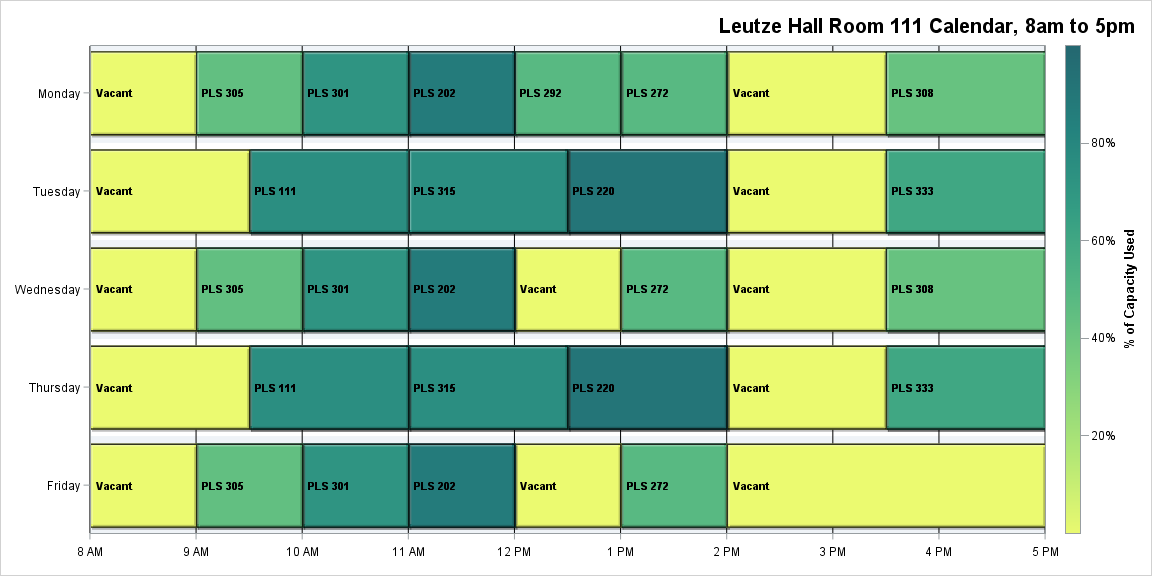 Leutze Hall Room 111 Calendar, 8am to 5pm
Monday
Vacant
PLS 305
PLS 301
PLS 202
PLS 292
PLS 272
Vacant
PLS 308
Tuesday
Vacant
PLS 111
PLS 315
PLS 220
Vacant
PLS 333
Wednesday
Vacant
PLS 305
PLS 301
PLS 202
Vacant
PLS 272
Vacant
PLS 308
Thursday
Vacant
PLS 111
PLS 315
PLS 220
Vacant
PLS 333
Friday
Vacant
PLS 305
PLS 301
PLS 202
Vacant
PLS 272
Vacant
8 AM
9 AM
10 AM
11 AM
12 PM
1 PM
2 PM
3 PM
4 PM
5 PM
80%
60%
40%
20%
% of Capacity Used